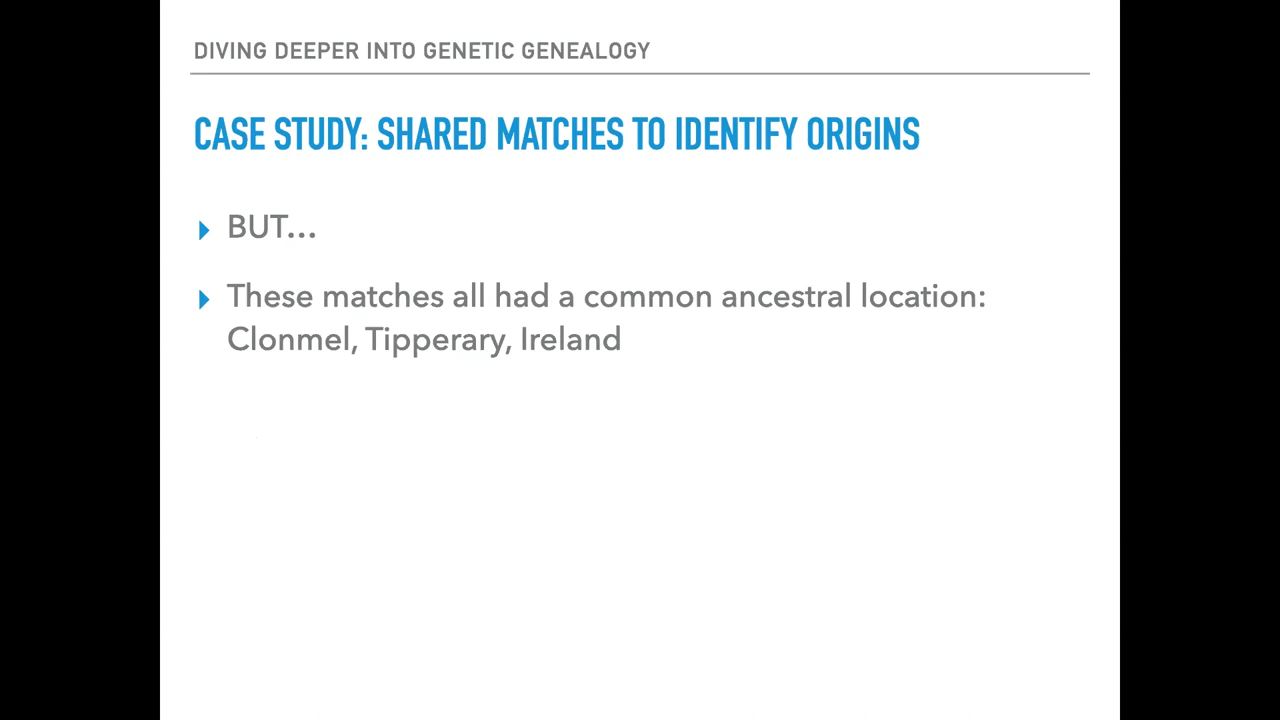 DIVING DEEPER INTO GENETIC GENEALOGY
CASE STUDY: SHARED MATCHES TO IDENTIFY ORIGINS
BUT…
These matches all had a common ancestral location:
Clonmel, Tipperary, Ireland